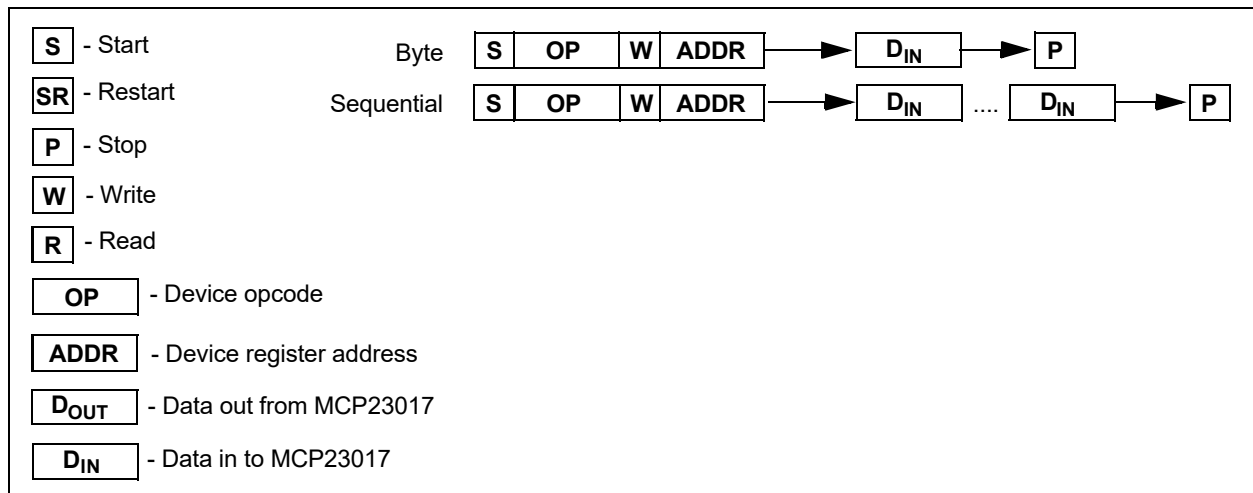 S - Start
SR - Restart
P - Stop
W - Write
R - Read
OP - Device opcode
ADDR - Device register address
DOUT - Data out from MCP23017
DIN - Data in to MCP23017
Byte S OP W ADDR DIN P
Sequential S OP W ADDR DIN .... DIN P